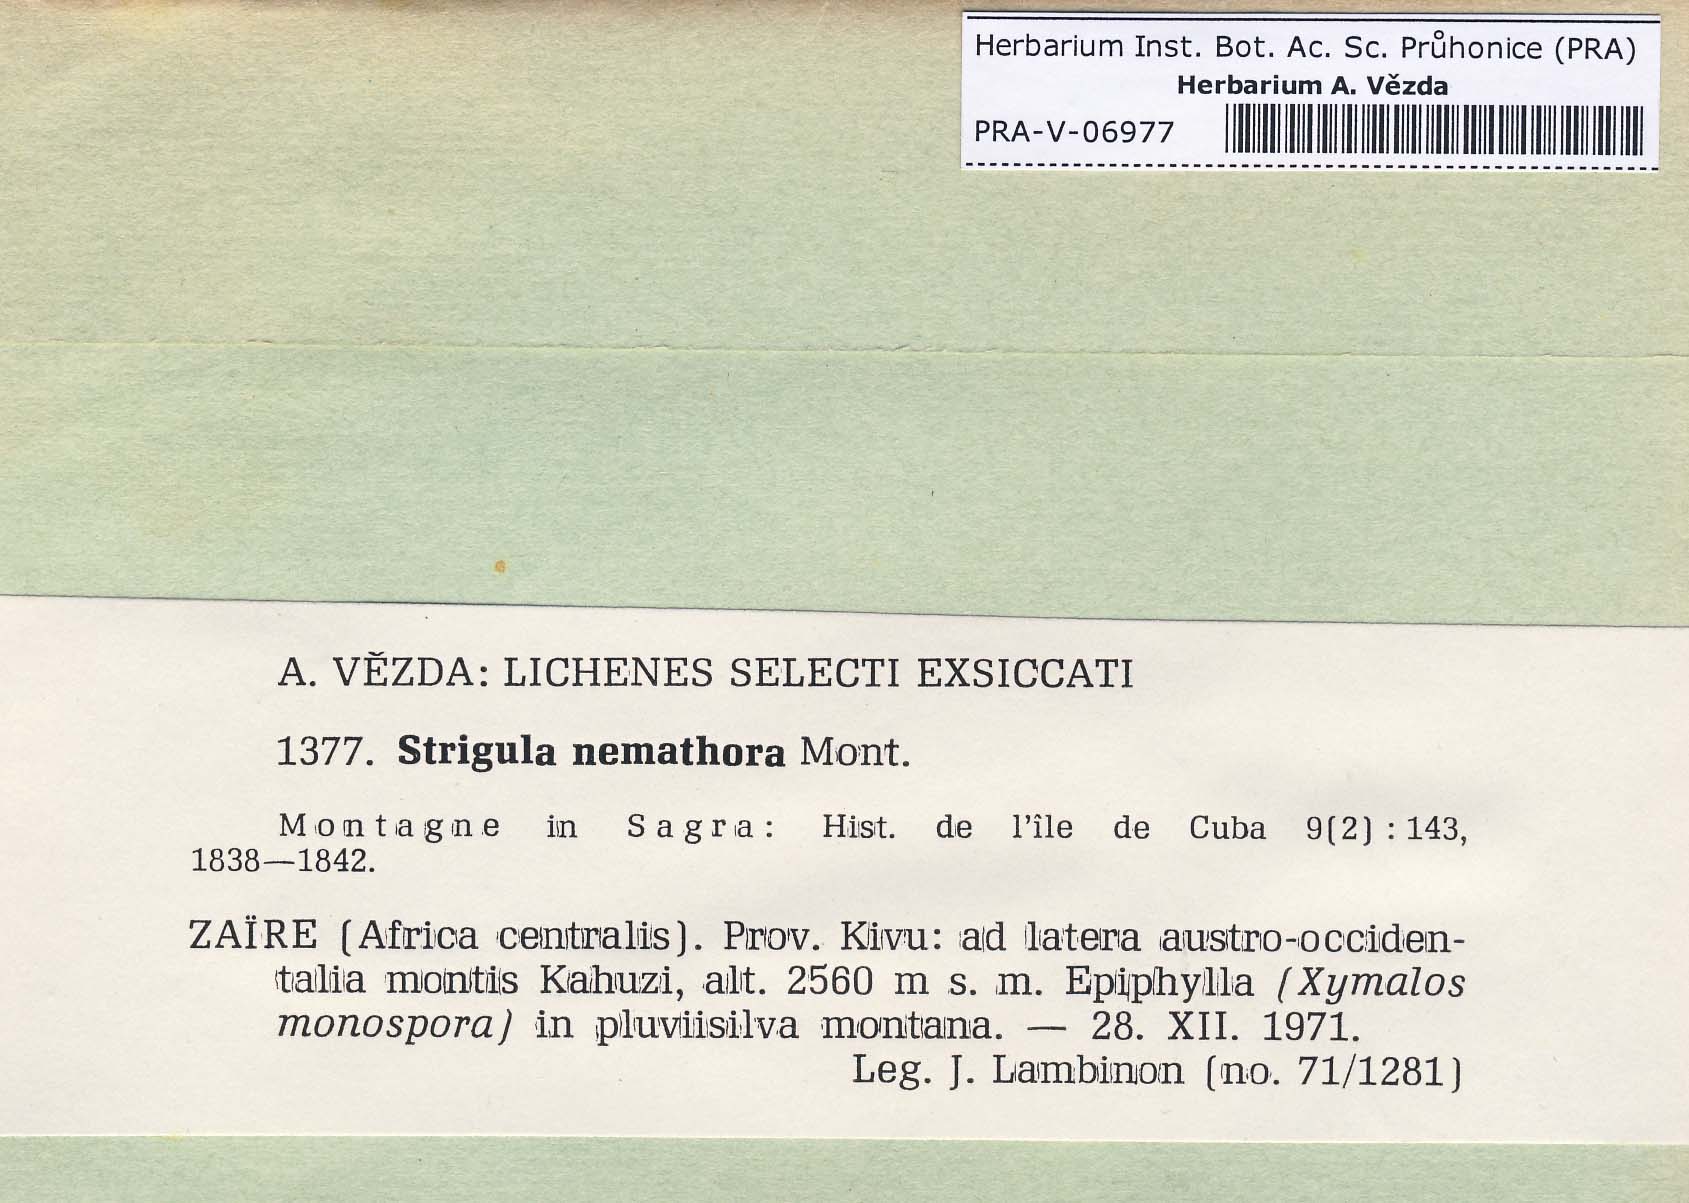 Herbarium Inst. Bot. Ac. Sc. Průhonice (PRA)
Herbarium A. Vězda
PRA-V-06977
A. VĚZDA: LICHENES SELECTI EXSICCATI
1377. Strigula nemathora Mont.
Montagne in Sagra: Hist. de l'île de Cuba 9(2) : 143,
1838—1842.
ZAÏRE (Africa centralis). Prov. Kivu: ad latera austro-occiden-
talia montis Kahuzi, alt. 2560 m s. m. Epiphylla (Xymalos
monospora) in pluviisilva montana. — 28. XII. 1971.
Leg. J. Lambinon (no. 71/1281)